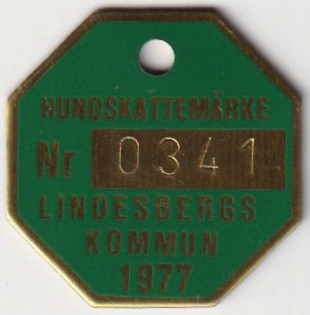 HUNDSKATTEMÄRKE
Nr 0341
LINDESBERGS
KOMMUN
1977